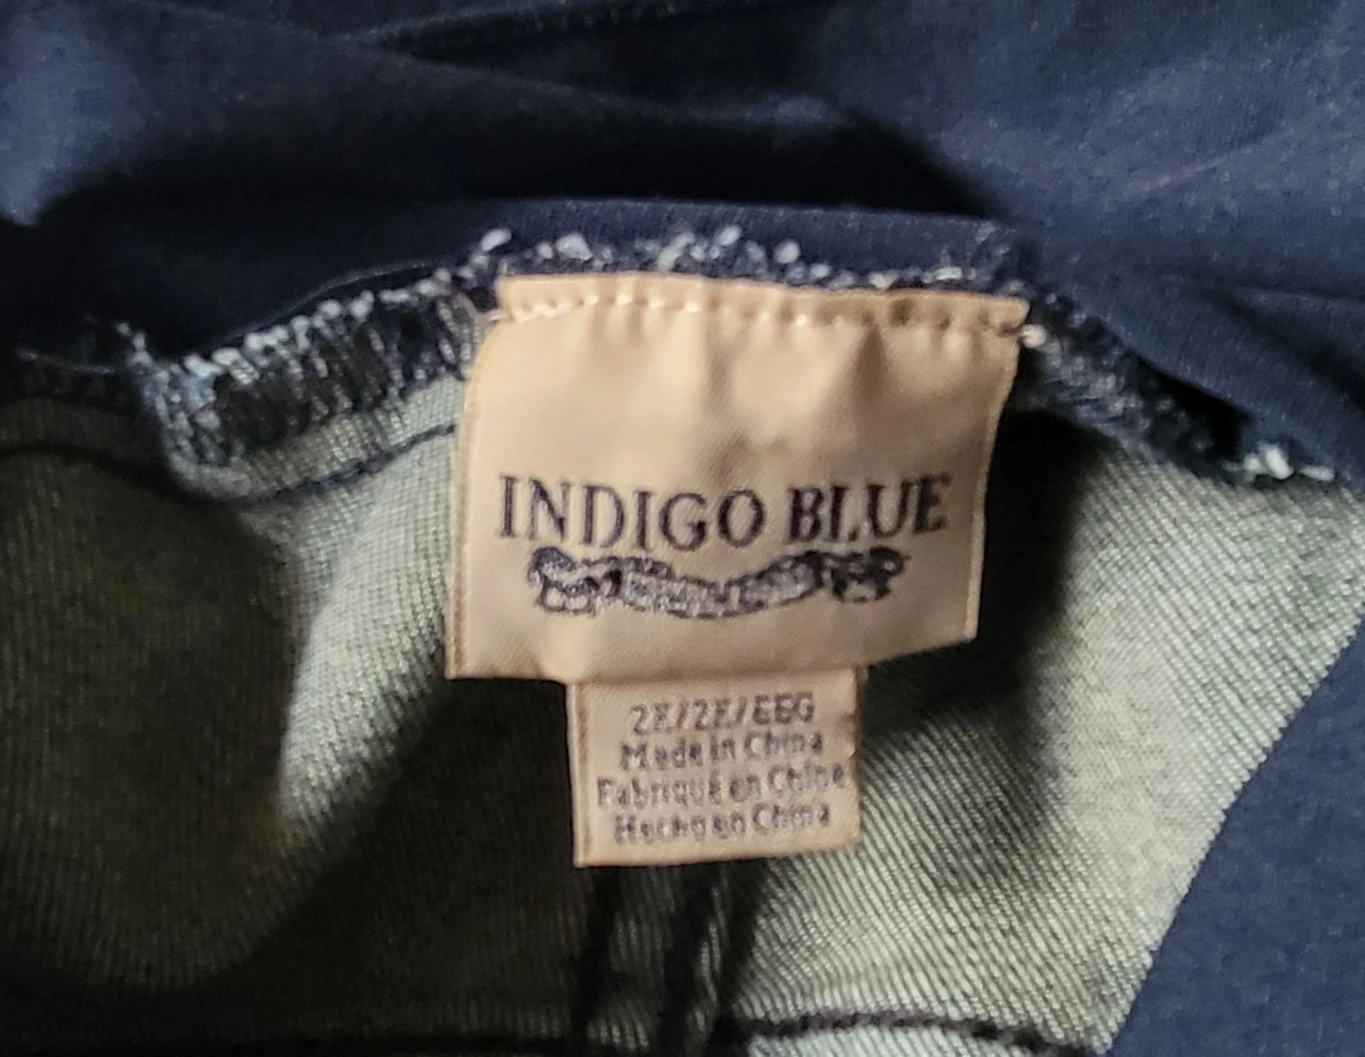 INDIGO BLUE
2X/2X/EEG
Made in China
Fabriqué en Chine
Hecho en China